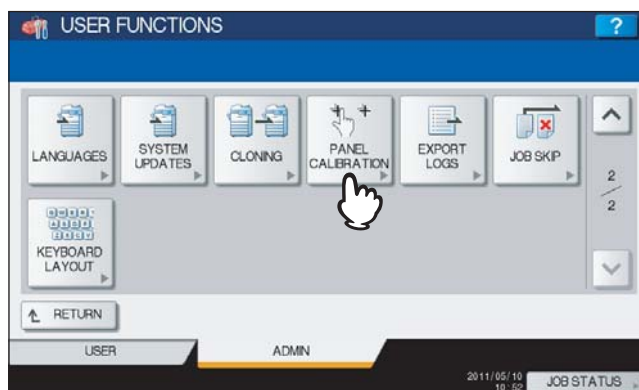 USER FUNCTIONS
?
LANGUAGES
SYSTEM
UPDATES
CLONING
PANEL
CALIBRATION
EXPORT
LOGS
JOB SKIP
2
2
KEYBOARD
LAYOUT
RETURN
USER
ADMIN
2011/05/10
10:52
JOB STATUS